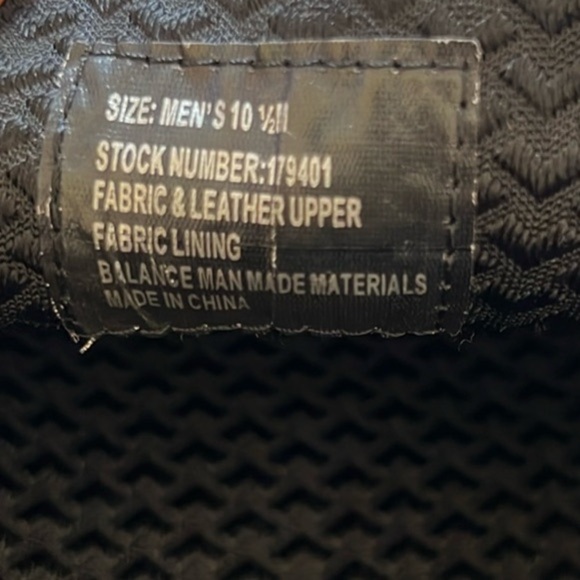 SIZE: MEN'S 10 ½
STOCK NUMBER:179401
FABRIC & LEATHER UPPER
FABRIC LINING
BALANCE MAN MADE MATERIALS
MADE IN CHINA